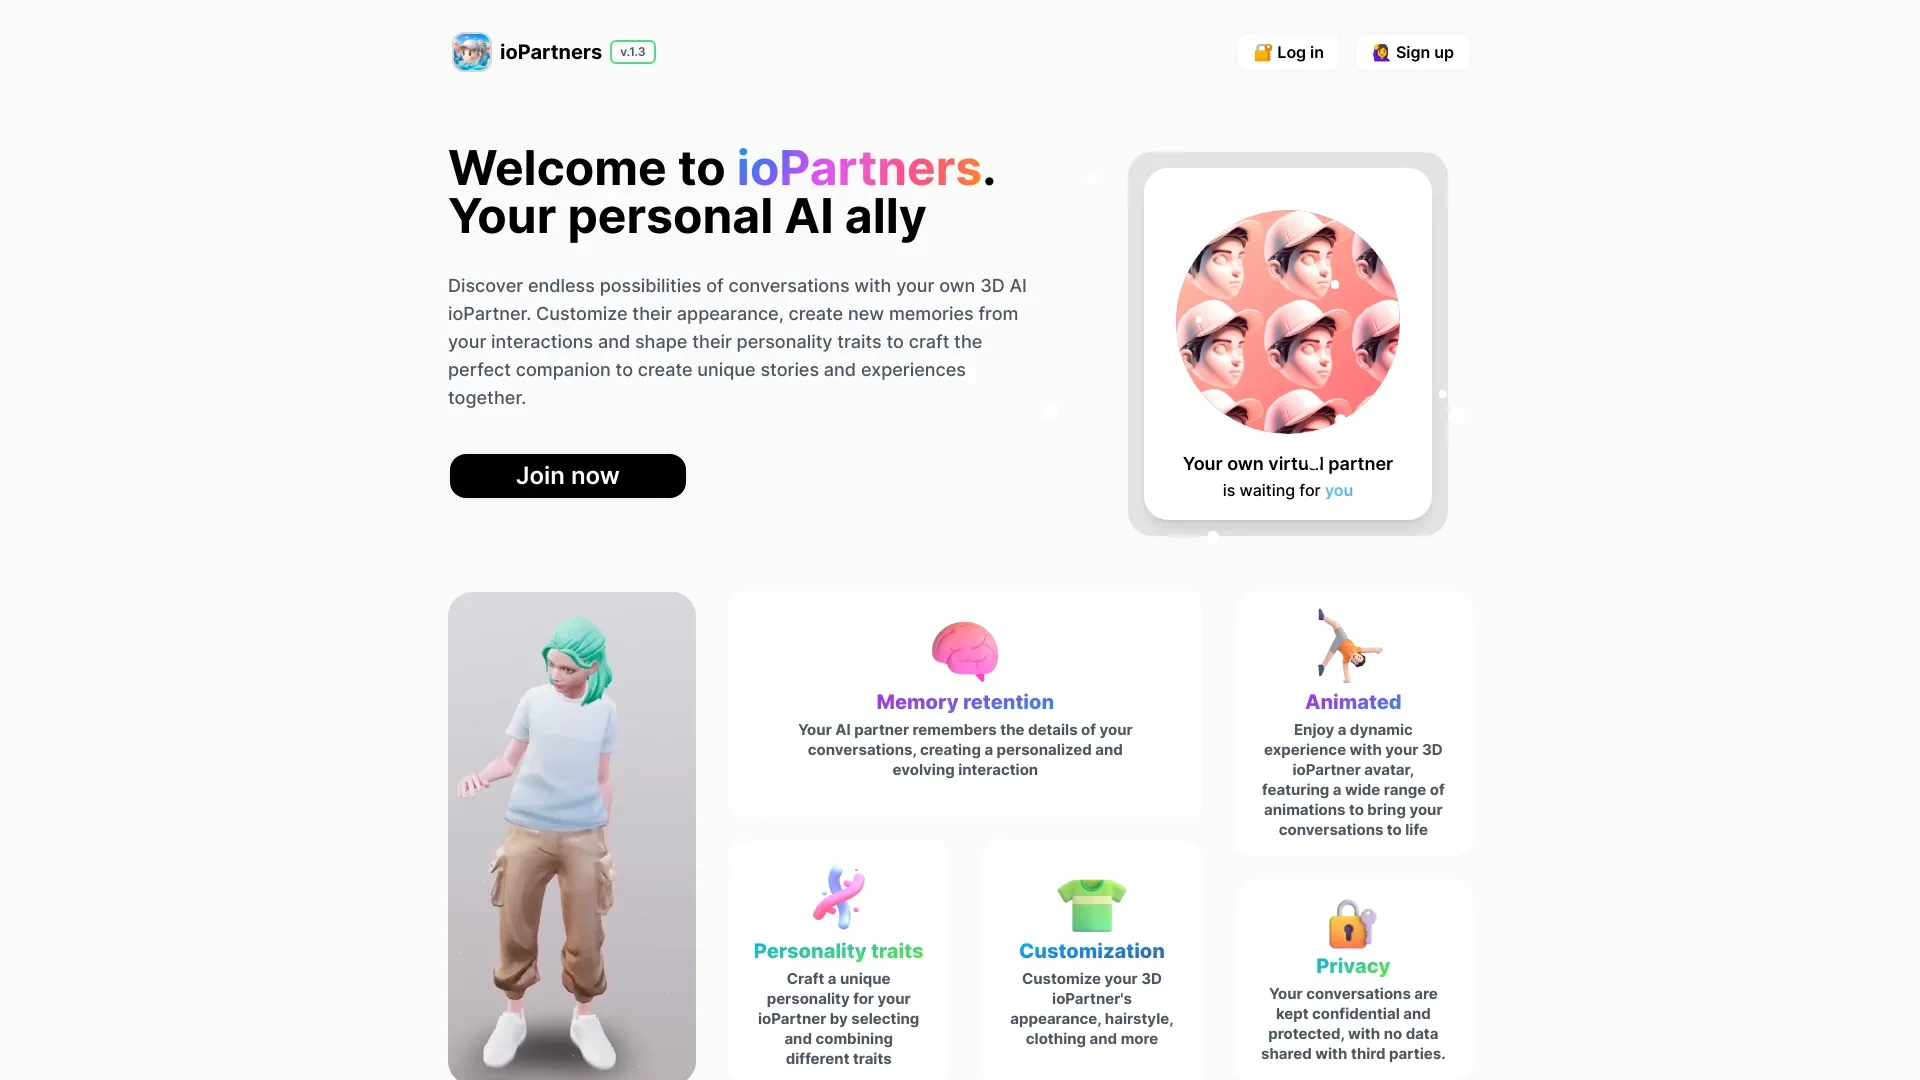 ioPartners v.1.3
🔐 Log in
🙋‍♀️ Sign up
Welcome to ioPartners.
Your personal AI ally
Discover endless possibilities of conversations with your own 3D AI
ioPartner. Customize their appearance, create new memories from
your interactions and shape their personality traits to craft the
perfect companion to create unique stories and experiences
together.
Join now
Your own virtual partner
is waiting for you
Memory retention
Your AI partner remembers the details of your
conversations, creating a personalized and
evolving interaction
Animated
Enjoy a dynamic
experience with your 3D
ioPartner avatar,
featuring a wide range of
animations to bring your
conversations to life
Personality traits
Craft a unique
personality for your
ioPartner by selecting
and combining
different traits
Customization
Customize your 3D
ioPartner's
appearance, hairstyle,
clothing and more
Privacy
Your conversations are
kept confidential and
protected, with no data
shared with third parties.